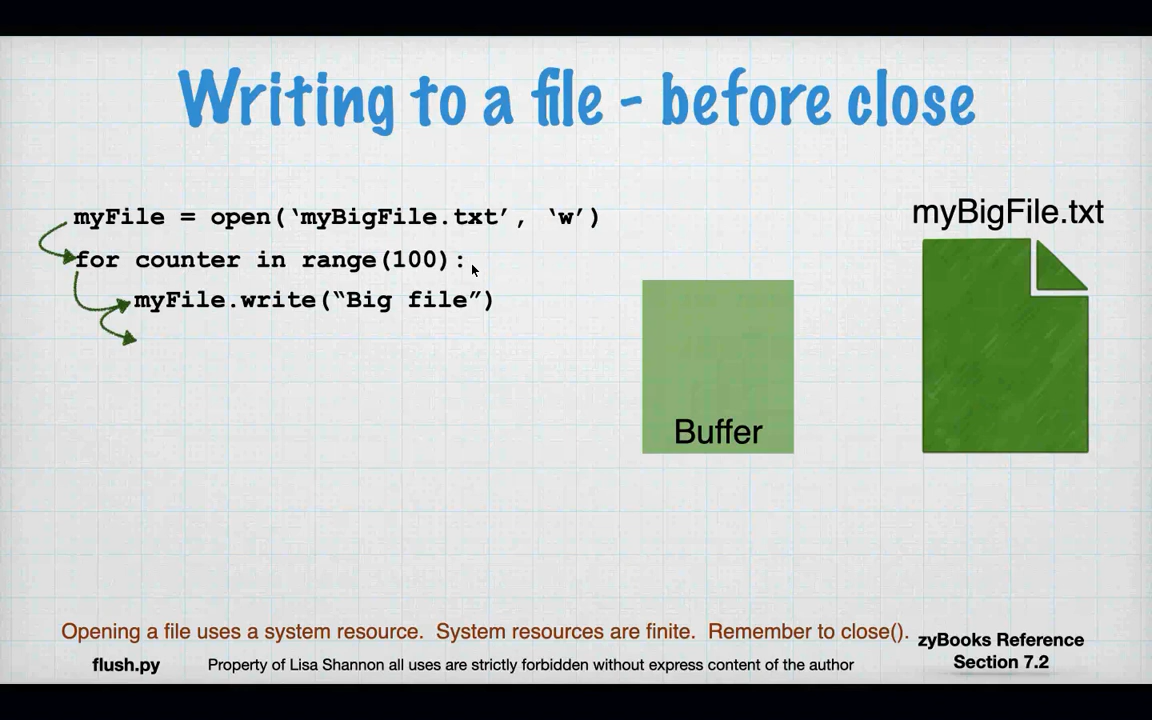 Writing to a file - before close
myFile = open(‘myBigFile.txt’, ‘w’)
for counter in range(100):
myFile.write(“Big file”)
myBigFile.txt
Buffer
Opening a file uses a system resource. System resources are finite. Remember to close().
zyBooks Reference
Section 7.2
flush.py
Property of Lisa Shannon all uses are strictly forbidden without express content of the author